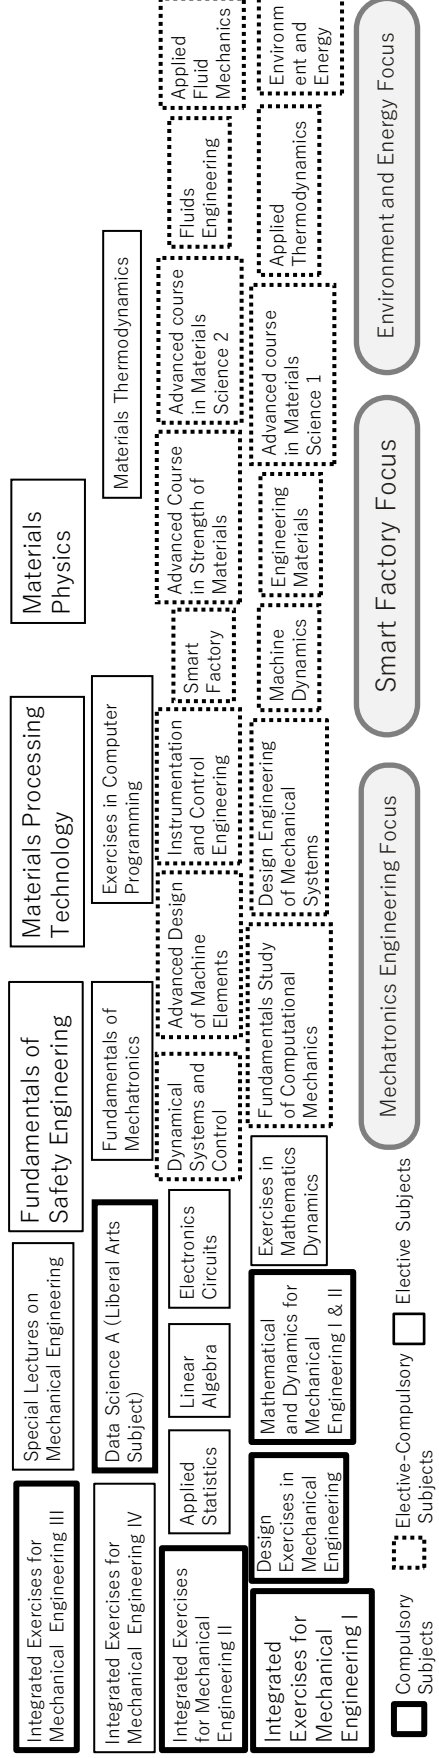 Integrated Exercises for
Mechanical Engineering III
Special Lectures on
Mechanical Engineering
Fundamentals of
Safety Engineering
Materials Processing
Technology
Materials
Physics
Integrated Exercises for
Mechanical Engineering IV
Data Science A (Liberal Arts
Subject)
Fundamentals of
Mechatronics
Exercises in Computer
Programming
Materials Thermodynamics
Integrated Exercises
for Mechanical
Engineering II
Applied
Statistics
Linear
Algebra
Electronics
Circuits
Dynamical
Systems and
Control
Advanced Design
of Machine
Elements
Instrumentation
and Control
Engineering
Smart
Factory
Advanced Course
in Strength of
Materials
Advanced course
in Materials
Science 2
Fluids
Engineering
Applied
Fluid
Mechanics
Integrated
Exercises for
Mechanical
Engineering I
Design
Exercises in
Mechanical
Engineering
Mathematical
and Dynamics for
Mechanical
Engineering I & II
Exercises in
Mathematics
Dynamics
Fundamentals Study
of Computational
Mechanics
Design Engineering
of Mechanical
Systems
Machine
Dynamics
Engineering
Materials
Advanced course
in Materials
Science 1
Applied
Thermodynamics
Environm
ent and
Energy
Mechatronics Engineering Focus
Smart Factory Focus
Environment and Energy Focus
Compulsory
Subjects
Elective-Compulsory
Subjects
Elective Subjects